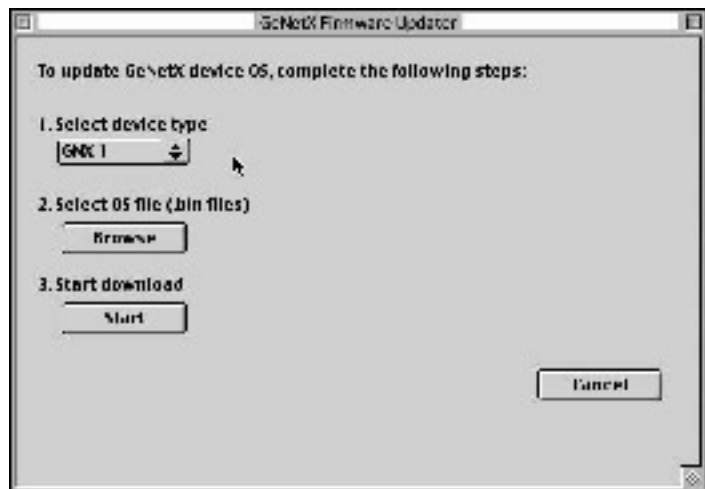 GeNetX Firmware Updater
To update GeNetX device OS, complete the following steps:
1. Select device type
GNX 1
2. Select OS file (.bin files)
Browse
3. Start download
Start
Cancel